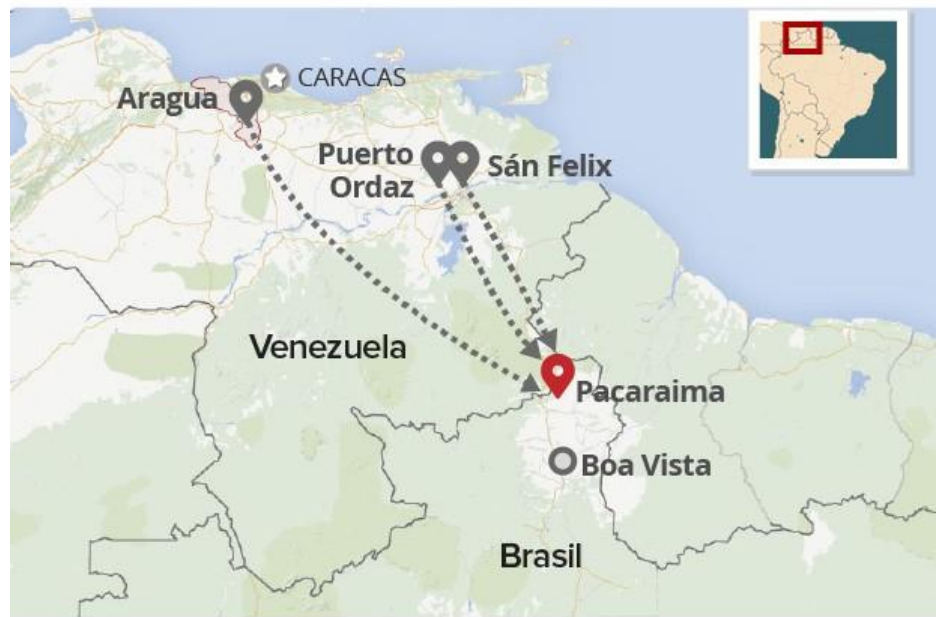 CARACAS
Aragua
Puerto
Ordaz
Sán Felix
Venezuela
Pacaraima
Boa Vista
Brasil